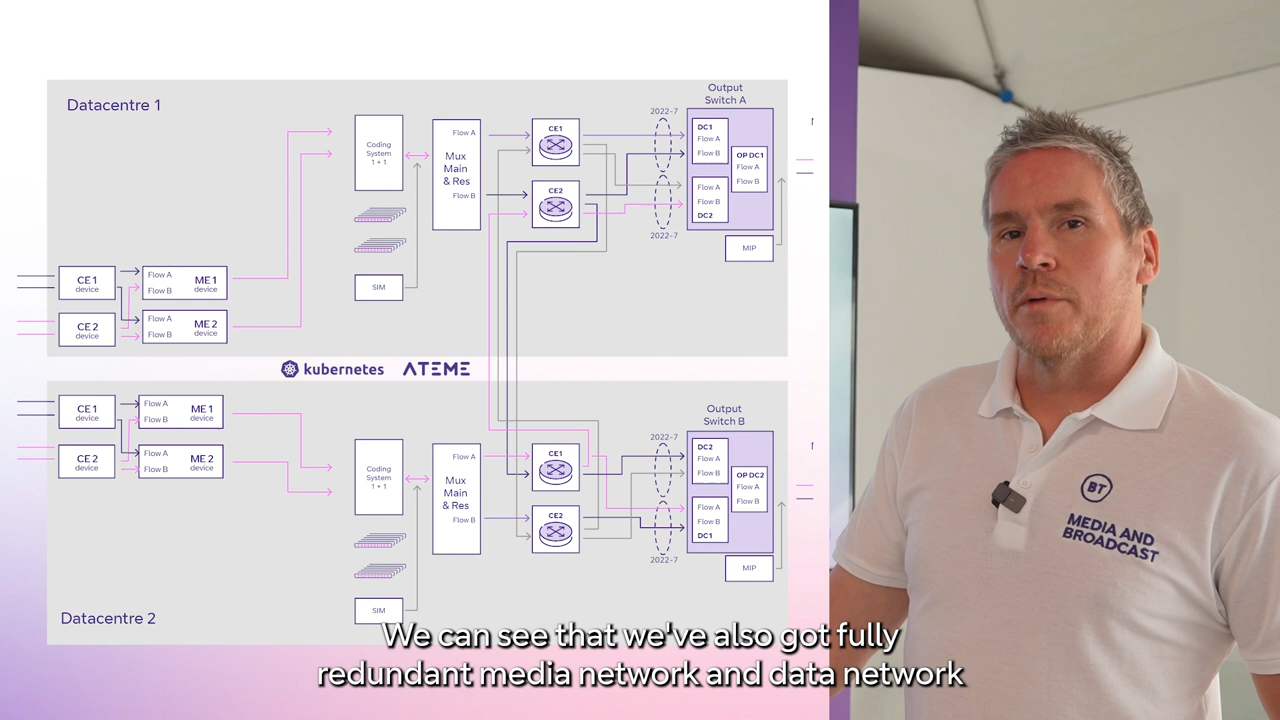 Datacentre 1
Output
Switch A
2022-7
DC1
Flow A
Flow B
OP DC1
Flow A
Flow B
Flow A
Flow B
DC2
2022-7
MIP
Coding
System
1 + 1
SIM
Flow A
Mux
Main
& Res
Flow B
CE1
CE2
CE 1
device
CE 2
device
Flow A
Flow B
ME 1
device
Flow A
Flow B
ME 2
device
kubernetes
ATEME
CE 1
device
CE 2
device
Flow A
Flow B
ME 1
device
Flow A
Flow B
ME 2
device
Coding
System
1 + 1
SIM
Flow A
Mux
Main
& Res
Flow B
CE1
CE2
Output
Switch B
2022-7
DC2
Flow A
Flow B
OP DC2
Flow A
Flow B
Flow A
Flow B
DC1
2022-7
MIP
Datacentre 2
BT
MEDIA AND
BROADCAST
We can see that we've also got fully
redundant media network and data network